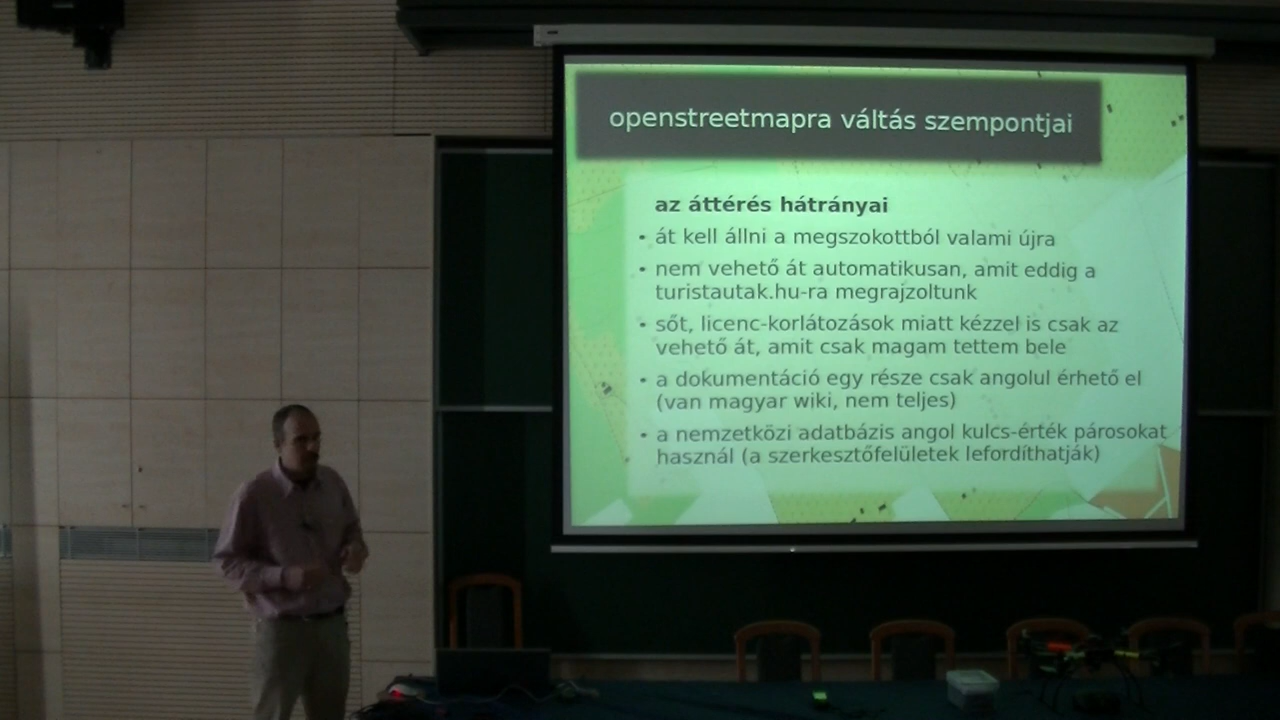 openstreetmapra váltás szempontjai
az áttérés hátrányai
• át kell állni a megszokottból valami újra
• nem vehető át automatikusan, amit eddig a
turistautak.hu-ra megrajzoltunk
• sőt, licenc-korlátozások miatt kézzel is csak az
vehető át, amit csak magam tettem bele
• a dokumentáció egy része csak angolul érhető el
(van magyar wiki, nem teljes)
• a nemzetközi adatbázis angol kulcs-érték párosokat
használ (a szerkesztőfelületek lefordíthatják)